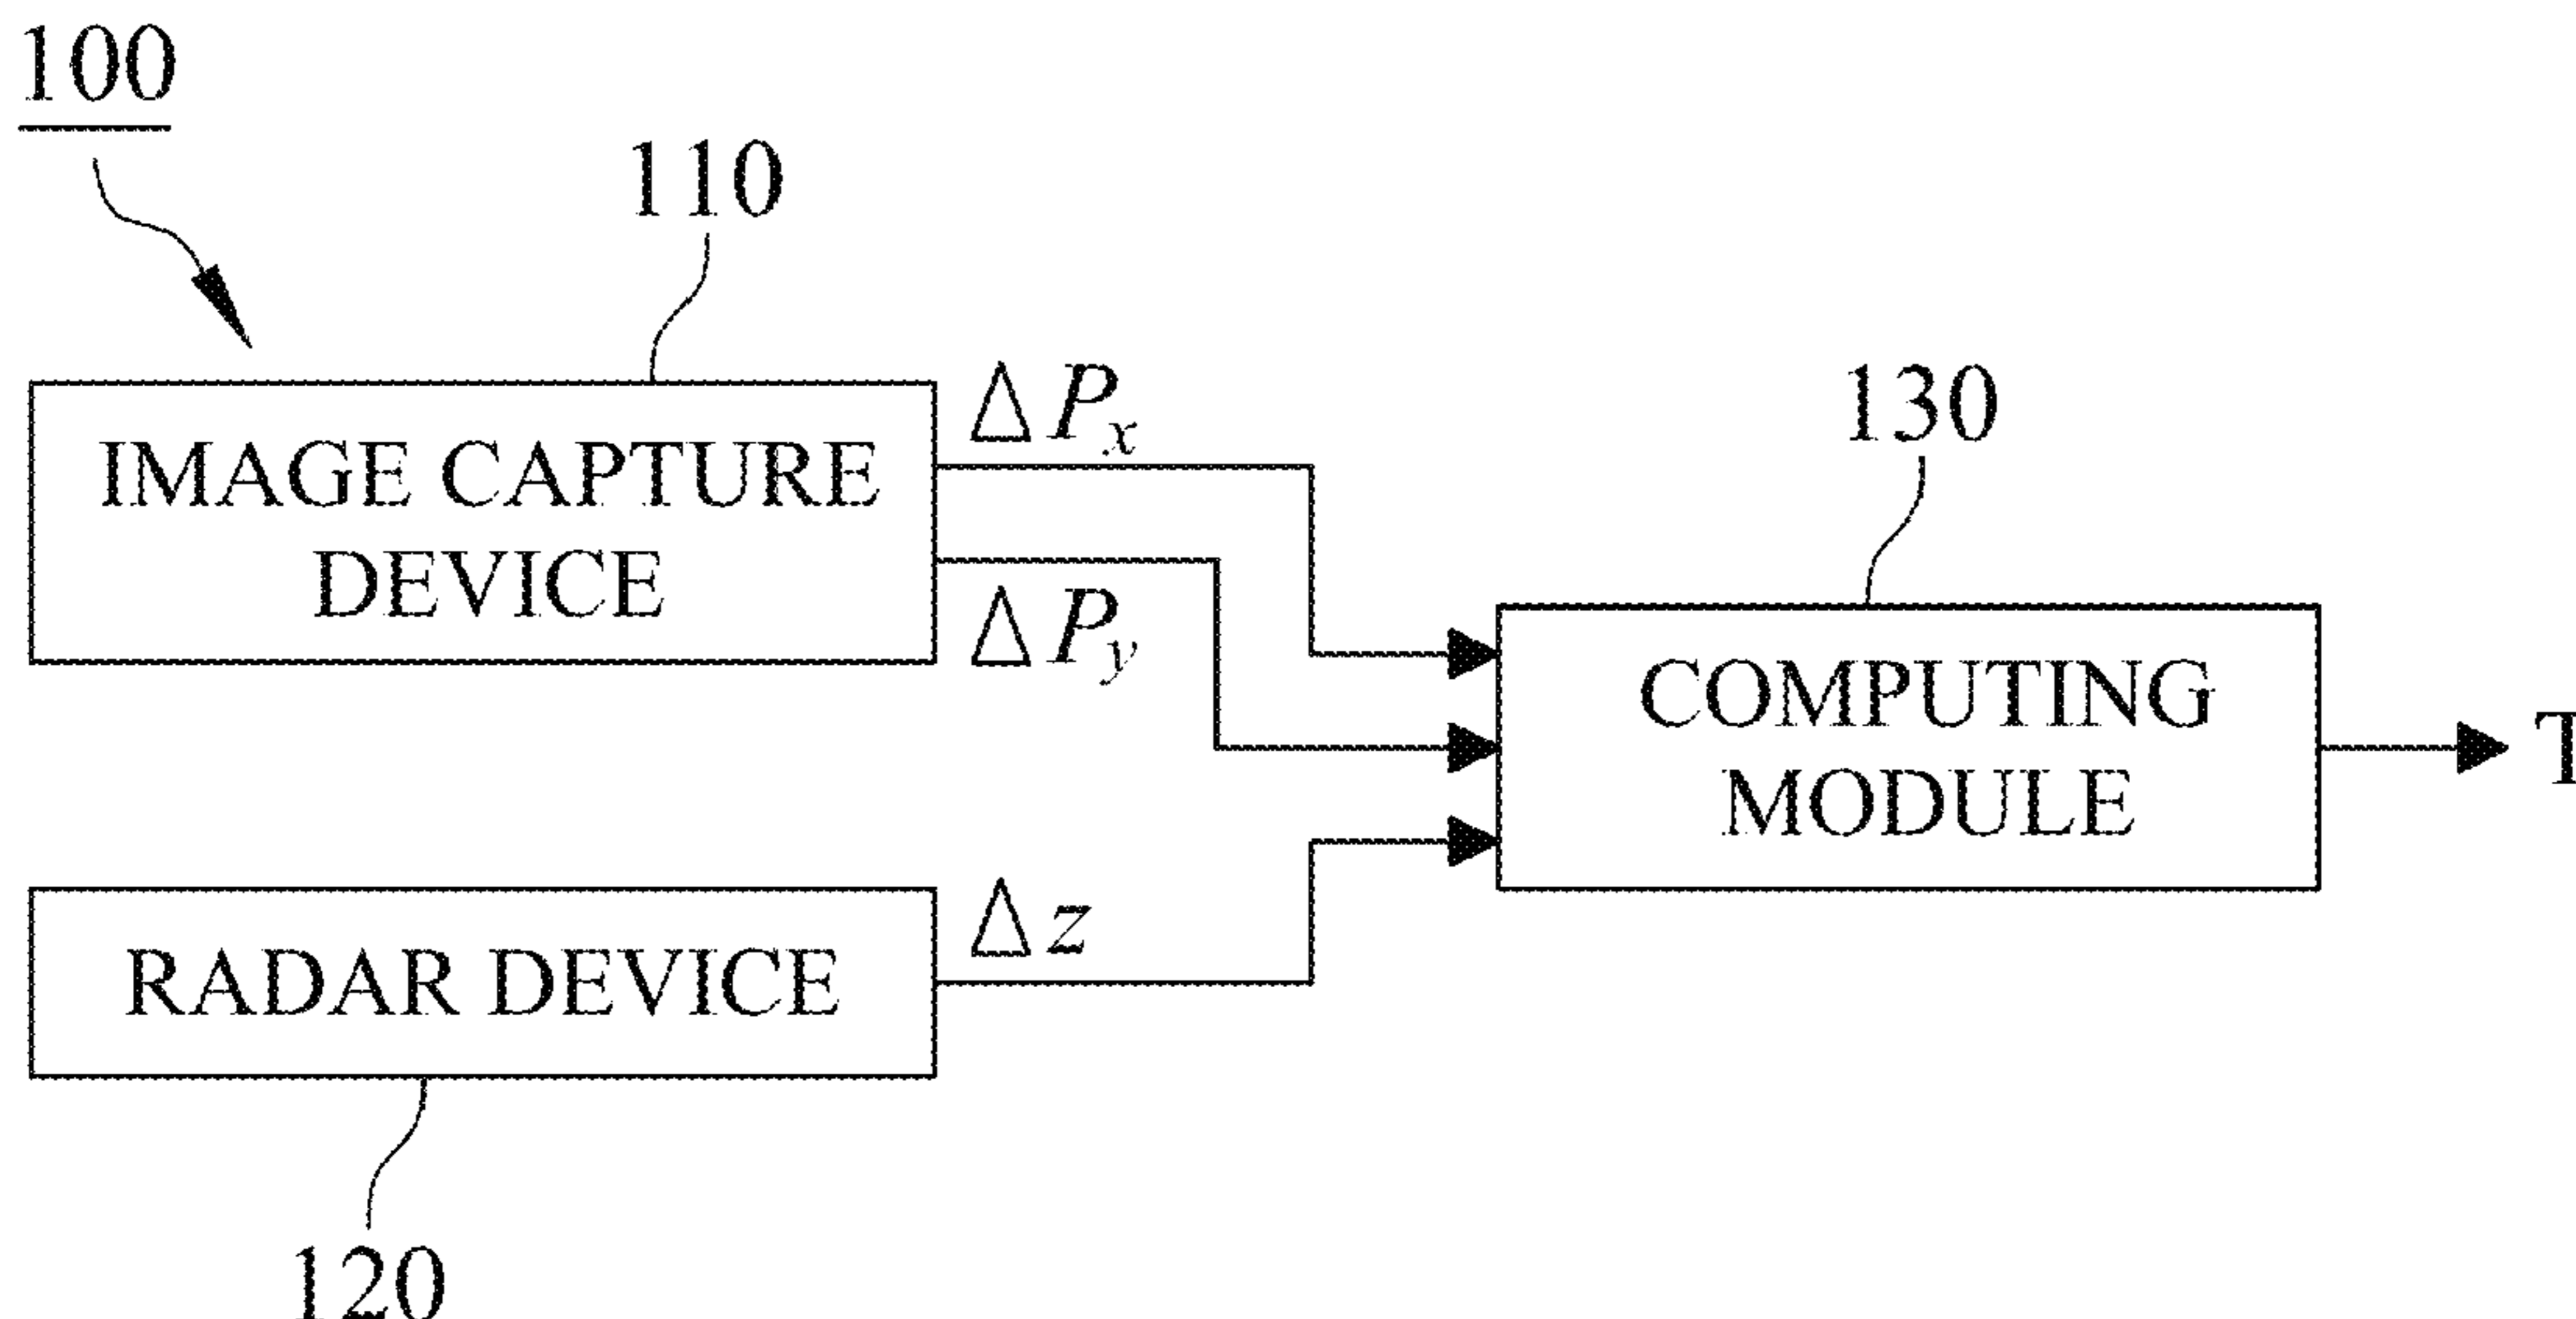 100
110
ΔPx
130
IMAGE CAPTURE
DEVICE
ΔPy
COMPUTING
MODULE
T
Δz
RADAR DEVICE
120